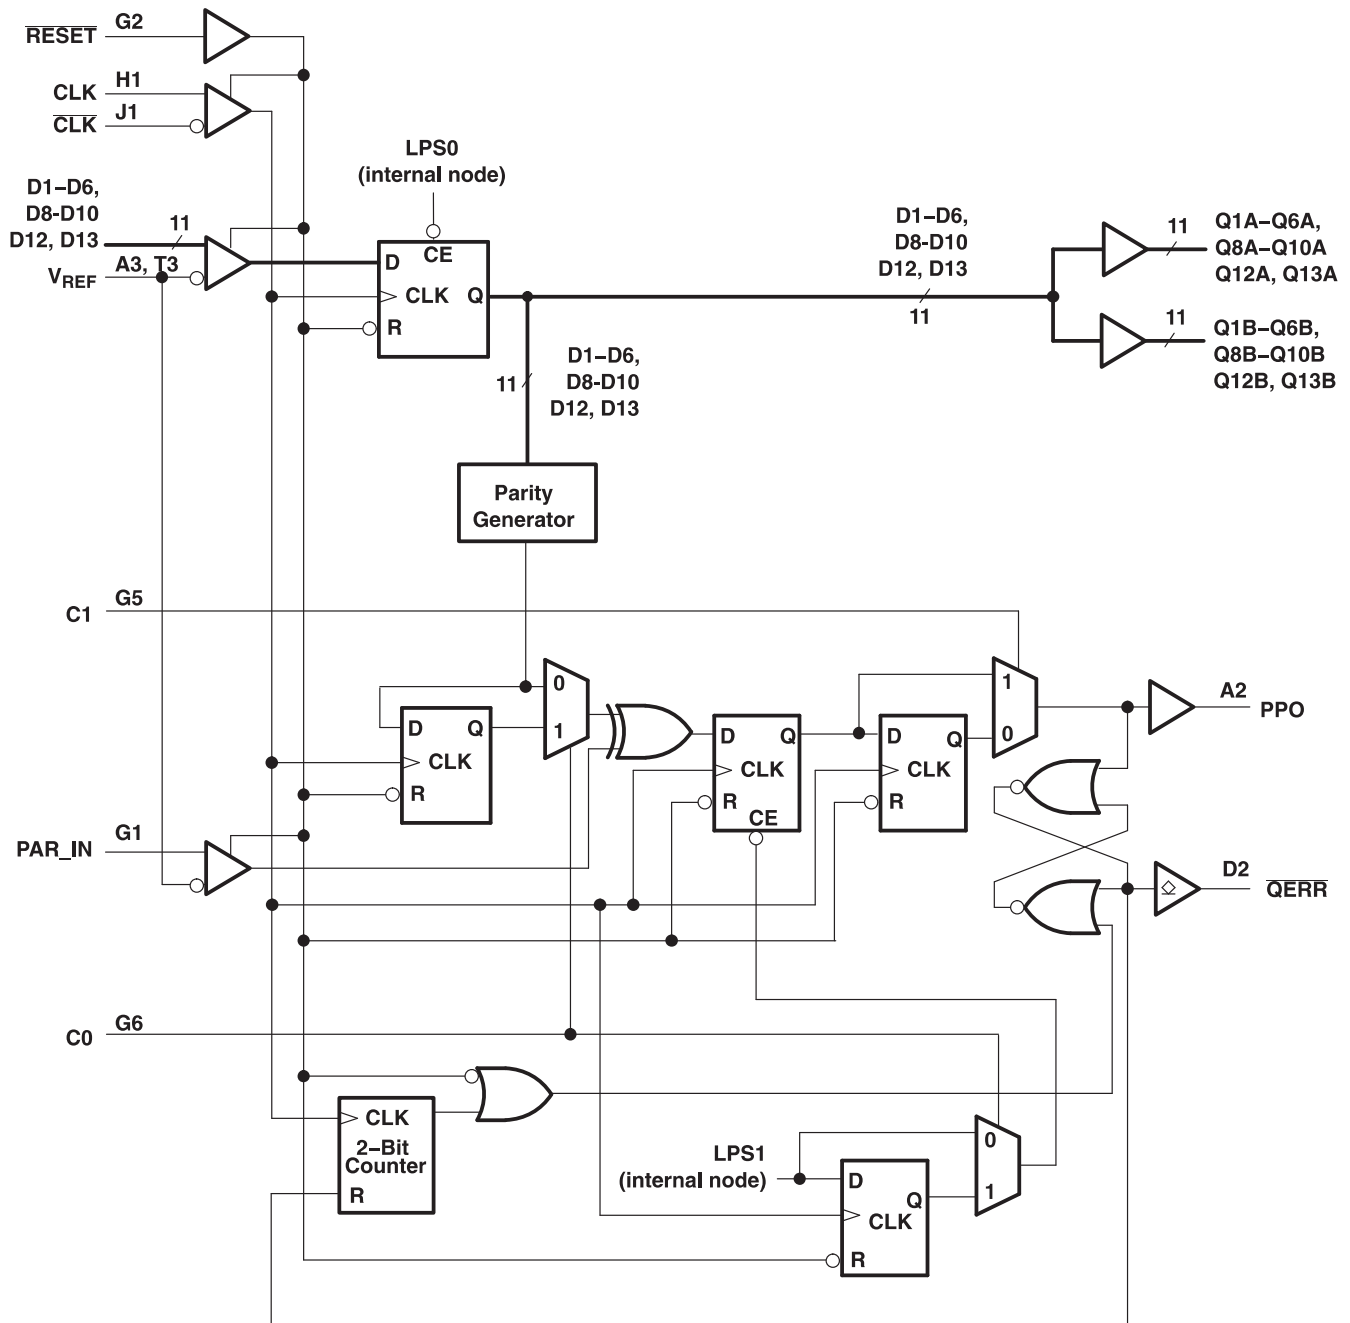 RESET G2
CLK H1
CLK J1
LPS0
(internal node)
D1–D6,
D8-D10
D12, D13
11
VREF A3, T3
D CE
CLK Q
R
D1–D6,
D8-D10
D12, D13
11
11
Q1A–Q6A,
Q8A–Q10A
Q12A, Q13A
11
Q1B–Q6B,
Q8B–Q10B
Q12B, Q13B
11
D1–D6,
D8-D10
D12, D13
Parity
Generator
C1 G5
0
1
D Q
CLK
R
D Q
CLK
R
CE
D Q
CLK
R
1
0
A2
PPO
PAR_IN G1
D2
QERR
C0 G6
CLK
2–Bit
Counter
R
LPS1
(internal node)
D Q
CLK
R
0
1